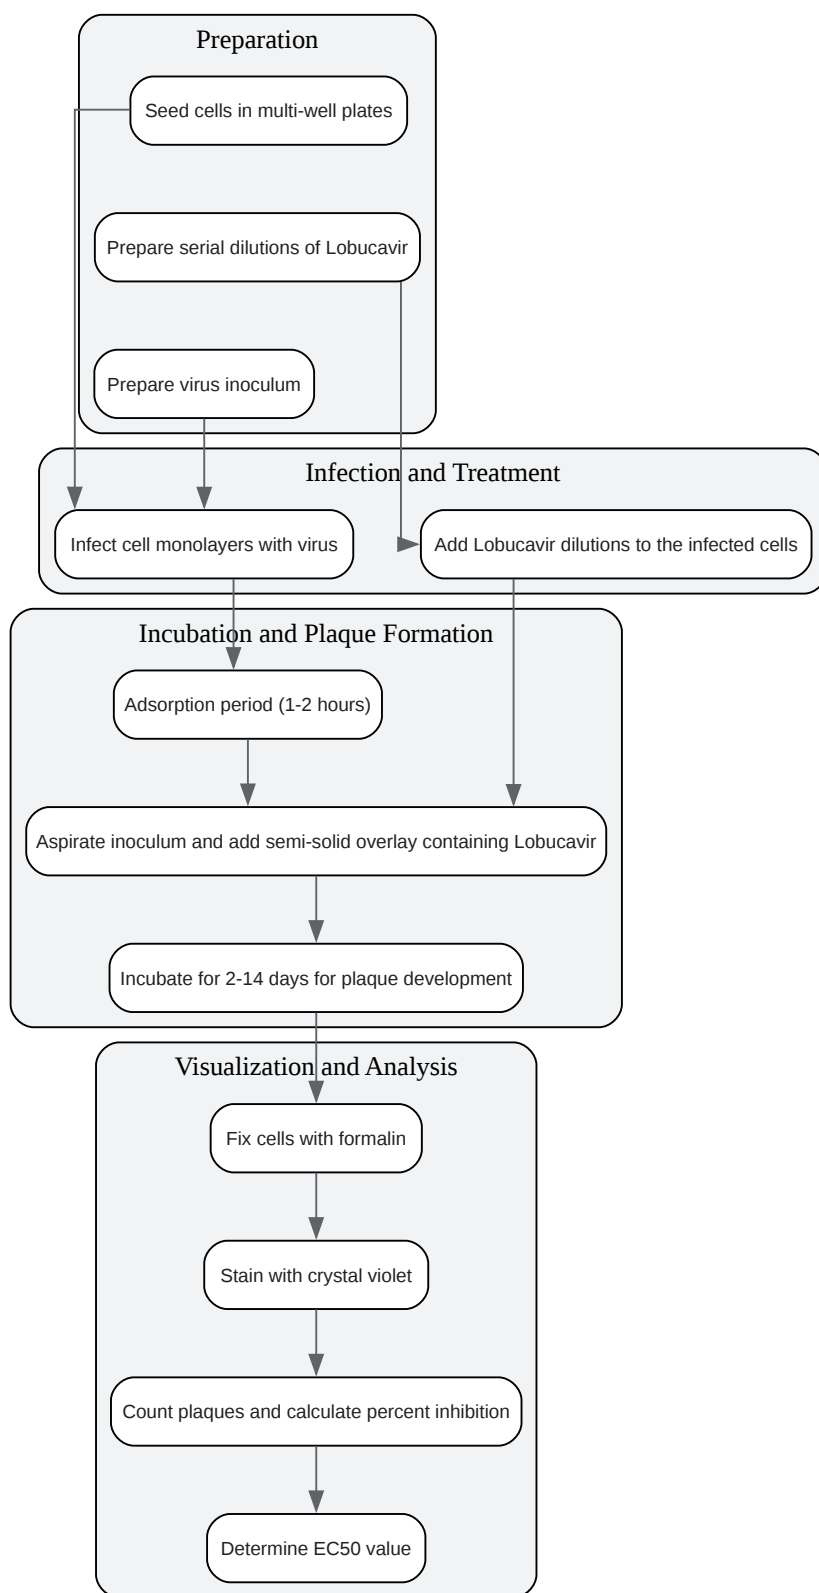 Preparation
Seed cells in multi-well plates
Prepare serial dilutions of Lobucavir
Prepare virus inoculum
Infection and Treatment
Infect cell monolayers with virus
Add Lobucavir dilutions to the infected cells
Incubation and Plaque Formation
Adsorption period (1-2 hours)
Aspirate inoculum and add semi-solid overlay containing Lobucavir
Incubate for 2-14 days for plaque development
Visualization and Analysis
Fix cells with formalin
Stain with crystal violet
Count plaques and calculate percent inhibition
Determine EC50 value